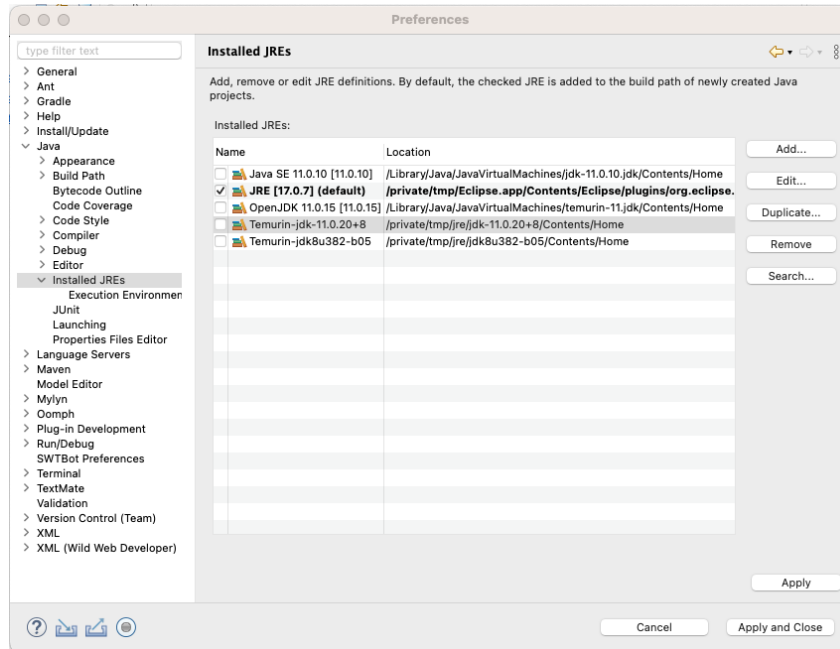 Preferences
type filter text
General
Ant
Gradle
Help
Install/Update
Java
Appearance
Build Path
Bytecode Outline
Code Coverage
Code Style
Compiler
Debug
Editor
Installed JREs
Execution Environmen
JUnit
Launching
Properties Files Editor
Language Servers
Maven
Model Editor
Mylyn
Oomph
Plug-in Development
Run/Debug
SWTBot Preferences
Terminal
TextMate
Validation
Version Control (Team)
XML
XML (Wild Web Developer)
Installed JREs
Add, remove or edit JRE definitions. By default, the checked JRE is added to the build path of newly created Java
projects.
Installed JREs:
Name Location
Java SE 11.0.10 [11.0.10] /Library/Java/JavaVirtualMachines/jdk-11.0.10.jdk/Contents/Home
JRE [17.0.7] (default) /private/tmp/Eclipse.app/Contents/Eclipse/plugins/org.eclipse.
OpenJDK 11.0.15 [11.0.15] /Library/Java/JavaVirtualMachines/temurin-11.jdk/Contents/Home
Temurin-jdk-11.0.20+8 /private/tmp/jre/jdk-11.0.20+8/Contents/Home
Temurin-jdk8u382-b05 /private/tmp/jre/jdk8u382-b05/Contents/Home
Add...
Edit...
Duplicate...
Remove
Search...
Apply
?
Cancel
Apply and Close